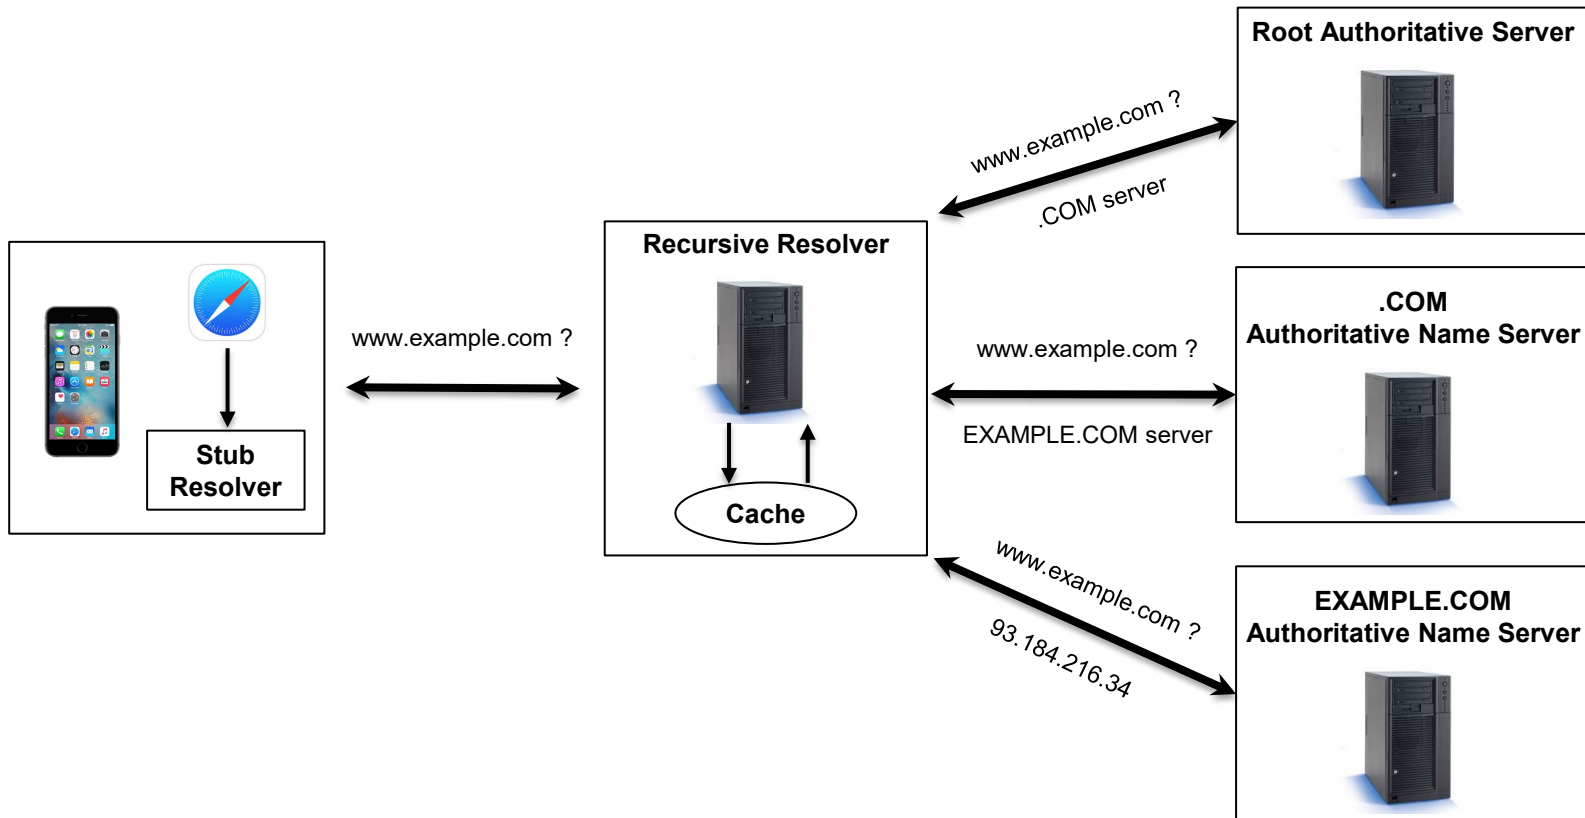 Root Authoritative Server
www.example.com ?
.COM server
Recursive Resolver
www.example.com ?
Stub
Resolver
Cache
.COM
Authoritative Name Server
www.example.com ?
EXAMPLE.COM server
www.example.com ?
93.184.216.34
EXAMPLE.COM
Authoritative Name Server